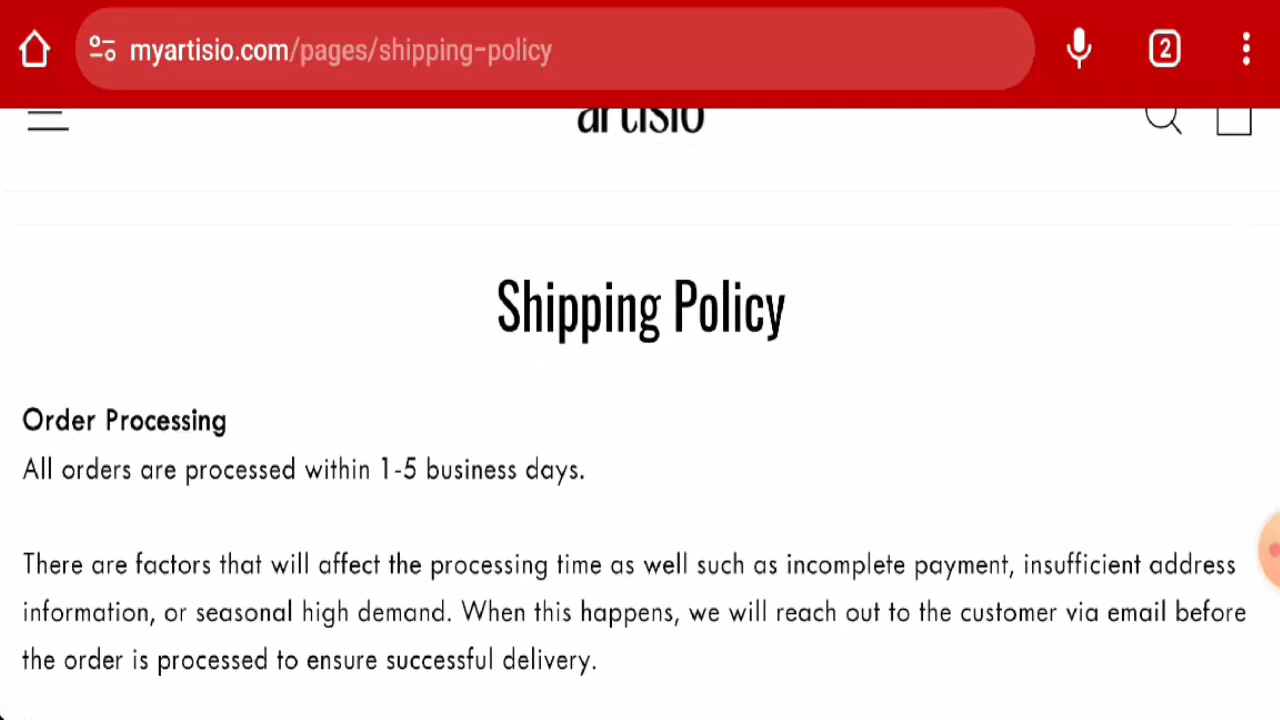 myartisio.com/pages/shipping-policy
2
artisio
Shipping Policy
Order Processing
All orders are processed within 1-5 business days.
There are factors that will affect the processing time as well such as incomplete payment, insufficient address
information, or seasonal high demand. When this happens, we will reach out to the customer via email before
the order is processed to ensure successful delivery.